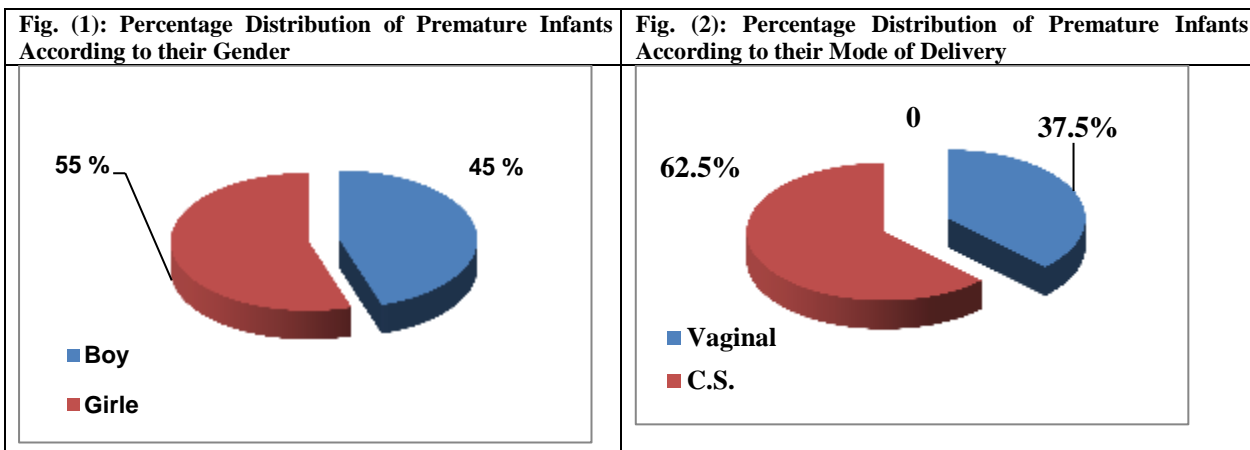 Fig. (1): Percentage Distribution of Premature Infants
According to their Gender
55 %
45 %
Boy
Girle
Fig. (2): Percentage Distribution of Premature Infants
According to their Mode of Delivery
0
37.5%
62.5%
Vaginal
C.S.